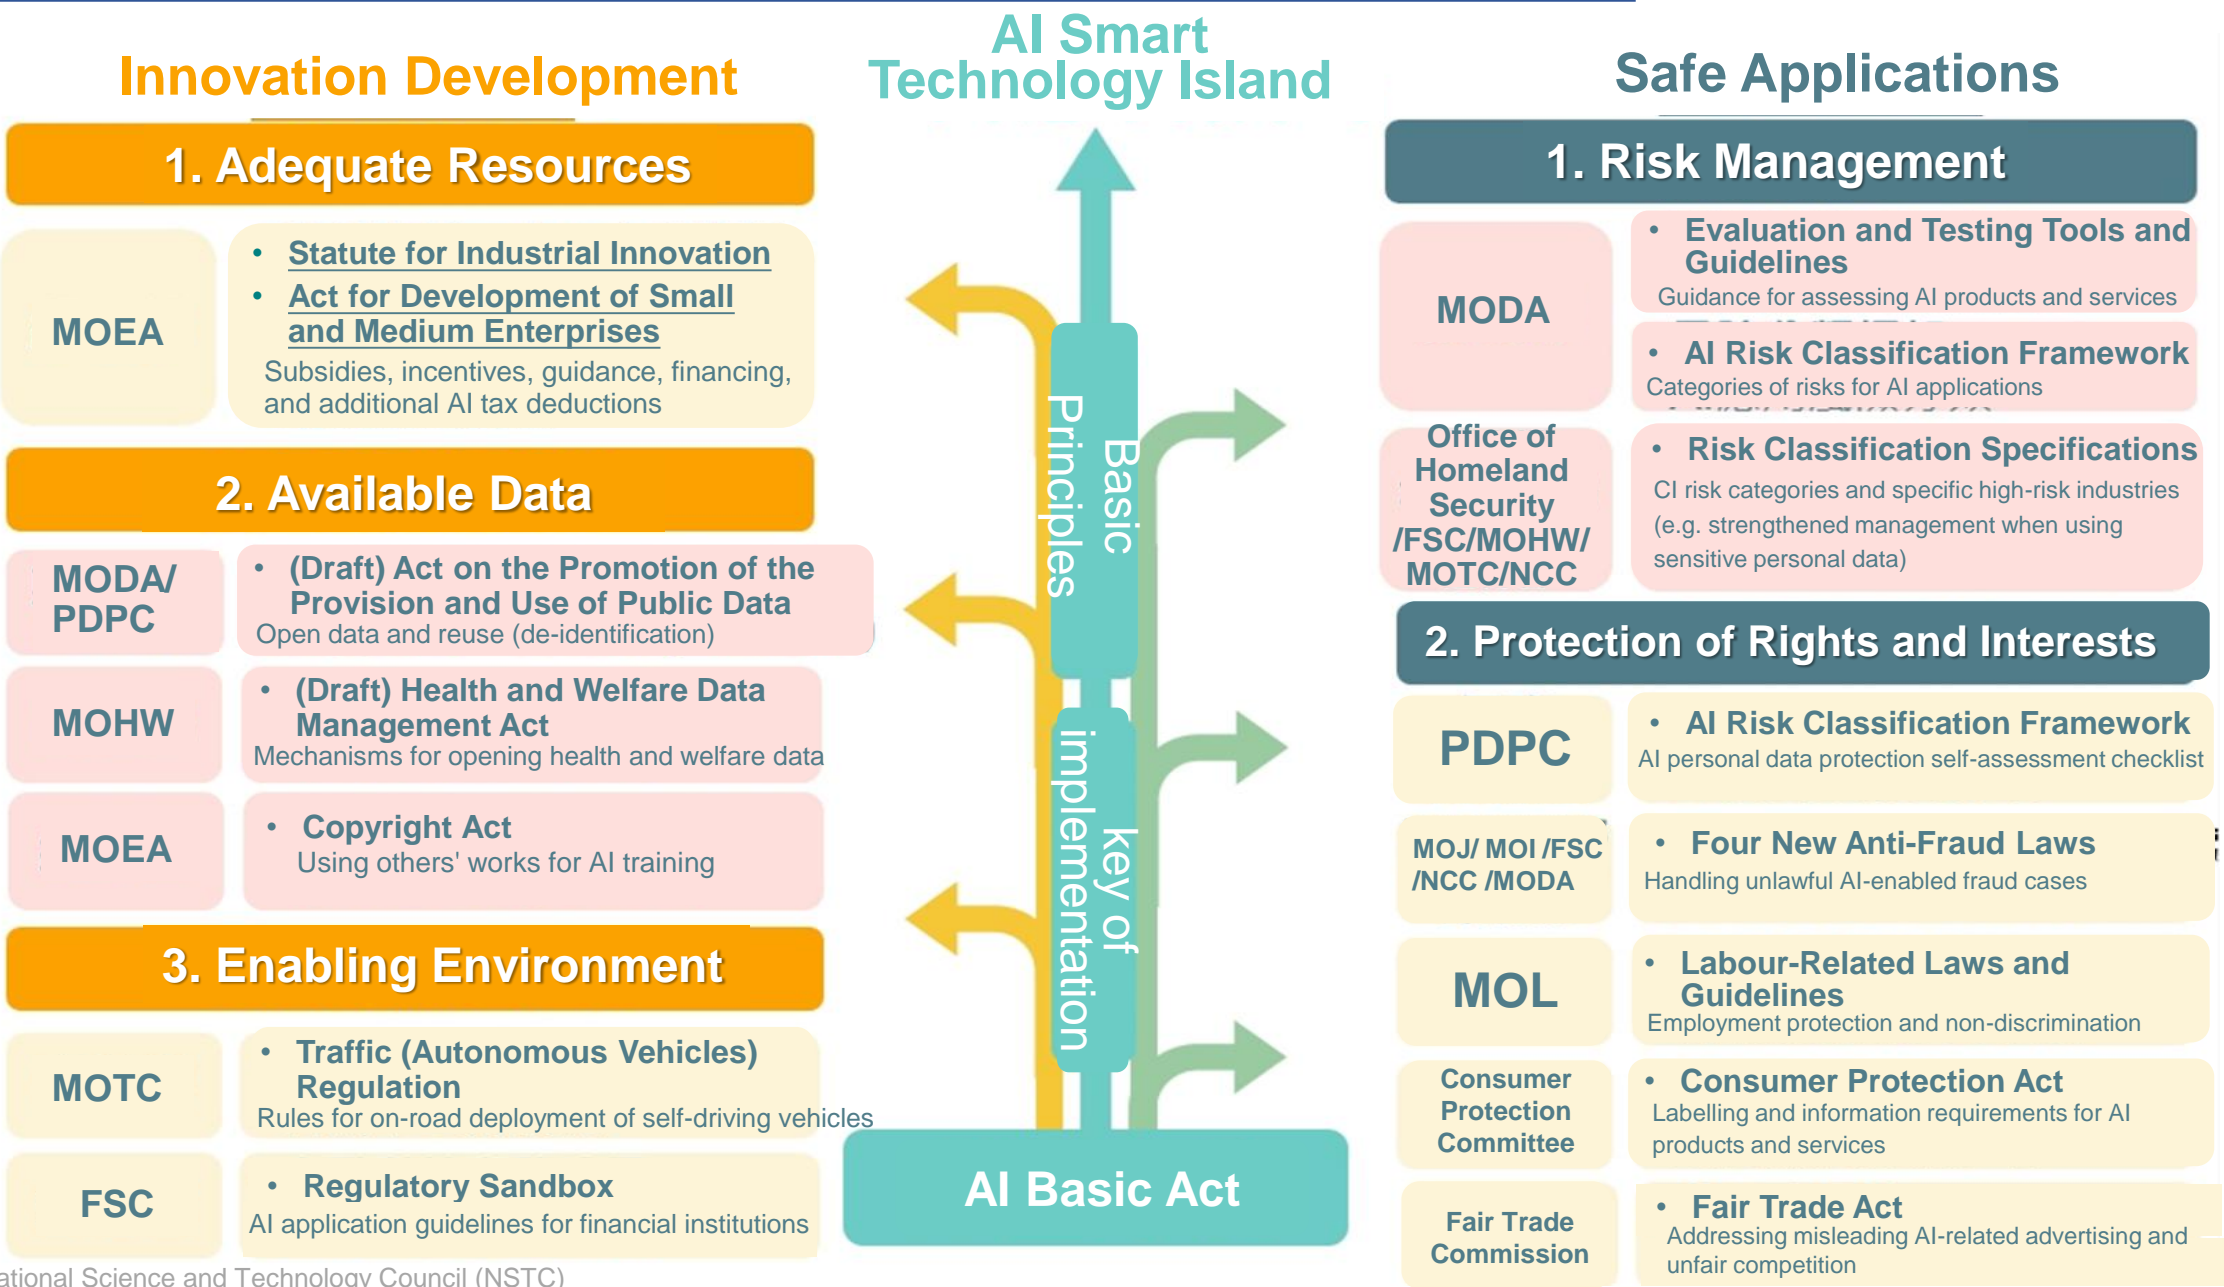 Innovation Development
1. Adequate Resources
MOEA
• Statute for Industrial Innovation
• Act for Development of Small
and Medium Enterprises
Subsidies, incentives, guidance, financing,
and additional AI tax deductions
2. Available Data
MODA/
PDPC
• (Draft) Act on the Promotion of the
Provision and Use of Public Data
Open data and reuse (de-identification)
MOHW
• (Draft) Health and Welfare Data
Management Act
Mechanisms for opening health and welfare data
MOEA
• Copyright Act
Using others' works for AI training
3. Enabling Environment
MOTC
• Traffic (Autonomous Vehicles)
Regulation
Rules for on-road deployment of self-driving vehicles
FSC
• Regulatory Sandbox
AI application guidelines for financial institutions
AI Smart
Technology Island
Basic
Principles
key of
implementation
AI Basic Act
Safe Applications
1. Risk Management
MODA
• Evaluation and Testing Tools and
Guidelines
Guidance for assessing AI products and services
• AI Risk Classification Framework
Categories of risks for AI applications
Office of
Homeland
Security
/FSC/MOHW/
MOTC/NCC
• Risk Classification Specifications
CI risk categories and specific high-risk industries
(e.g. strengthened management when using
sensitive personal data)
2. Protection of Rights and Interests
PDPC
• AI Risk Classification Framework
AI personal data protection self-assessment checklist
MOJ/ MOI /FSC
/NCC /MODA
• Four New Anti-Fraud Laws
Handling unlawful AI-enabled fraud cases
MOL
• Labour-Related Laws and
Guidelines
Employment protection and non-discrimination
Consumer
Protection
Committee
• Consumer Protection Act
Labelling and information requirements for AI
products and services
Fair Trade
Commission
• Fair Trade Act
Addressing misleading AI-related advertising and
unfair competition
Science and Technology Council (NSTC)